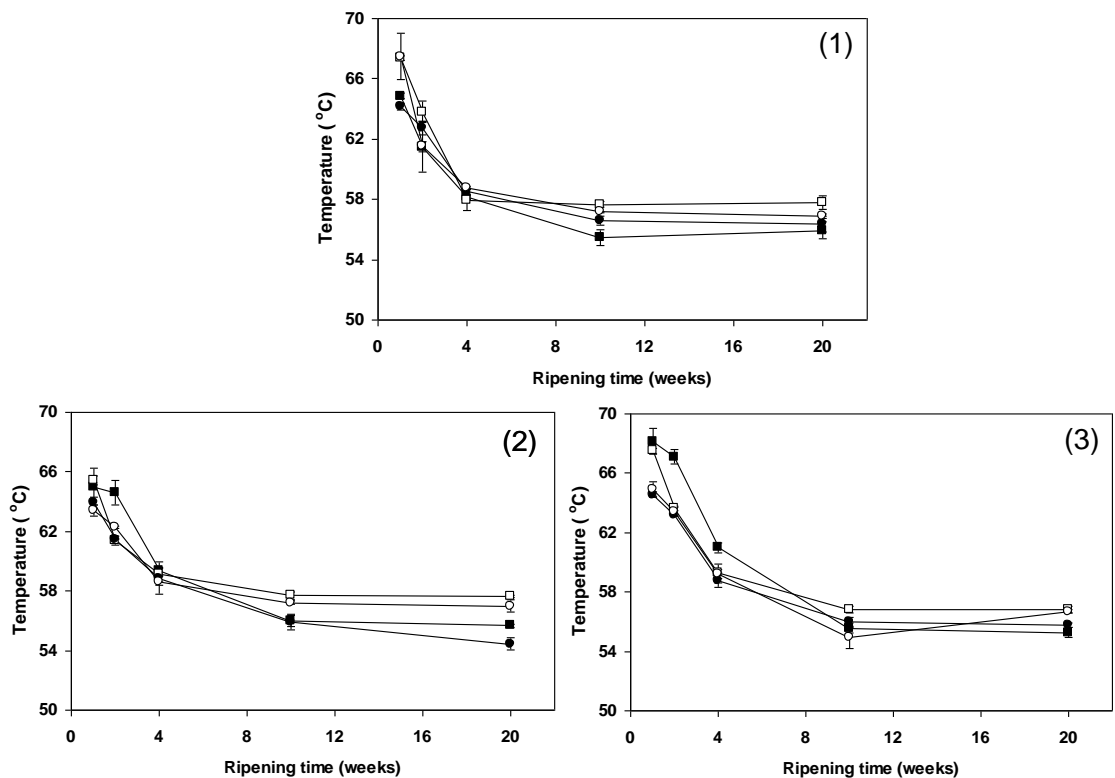 (1)
70
66
62
58
54
50
Temperature ( °C)
0 4 8 12 16 20
Ripening time (weeks)
(2)
70
66
62
58
54
50
Temperature ( °C)
0 4 8 12 16 20
Ripening time (weeks)
(3)
70
66
62
58
54
50
Temperature ( °C)
0 4 8 12 16 20
Ripening time (weeks)